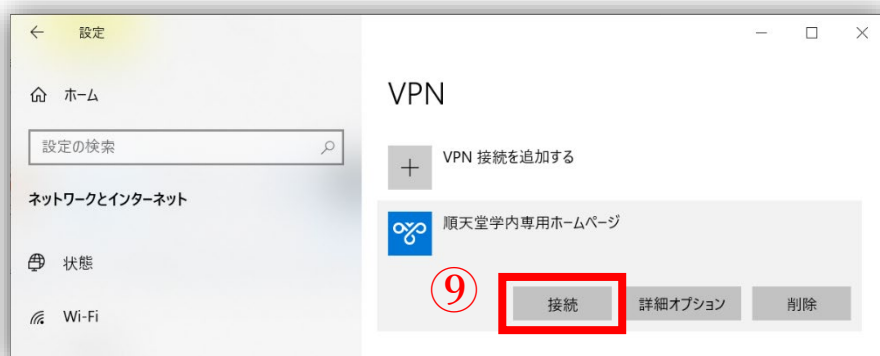 設定
ホーム
設定の検索
ネットワークとインターネット
状態
Wi-Fi
VPN
VPN 接続を追加する
順天堂学内専用ホームページ
⑨
接続
詳細オプション
削除